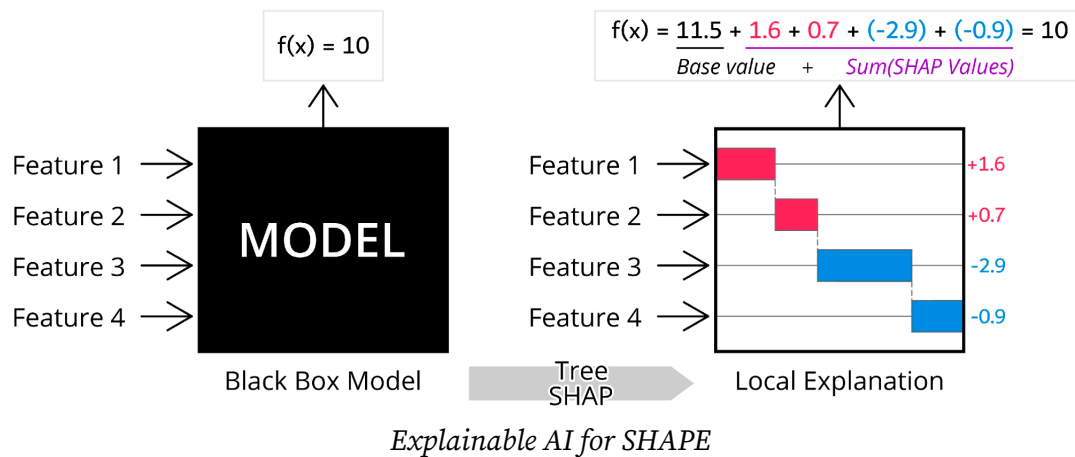 f(x) = 10
Feature 1
Feature 2
Feature 3
Feature 4
MODEL
Black Box Model
Tree
SHAP
f(x) = 11.5 + 1.6 + 0.7 + (-2.9) + (-0.9) = 10
Base value + Sum(SHAP Values)
Feature 1
+1.6
Feature 2
+0.7
Feature 3
-2.9
Feature 4
-0.9
Local Explanation
Explainable AI for SHAPE